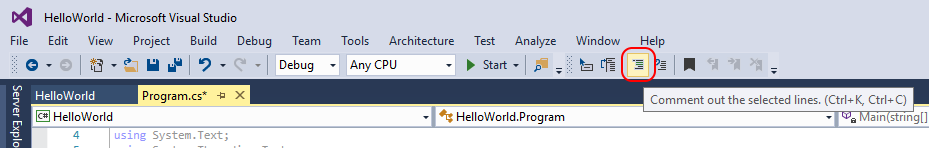 HelloWorld - Microsoft Visual Studio
File Edit View Project Build Debug Team Tools Architecture Test Analyze Window Help
Debug Any CPU Start
HelloWorld Program.cs*
Comment out the selected lines. (Ctrl+K, Ctrl+C)
C# HelloWorld HelloWorld.Program Main(string[]
4 using System.Text;
Server Explo